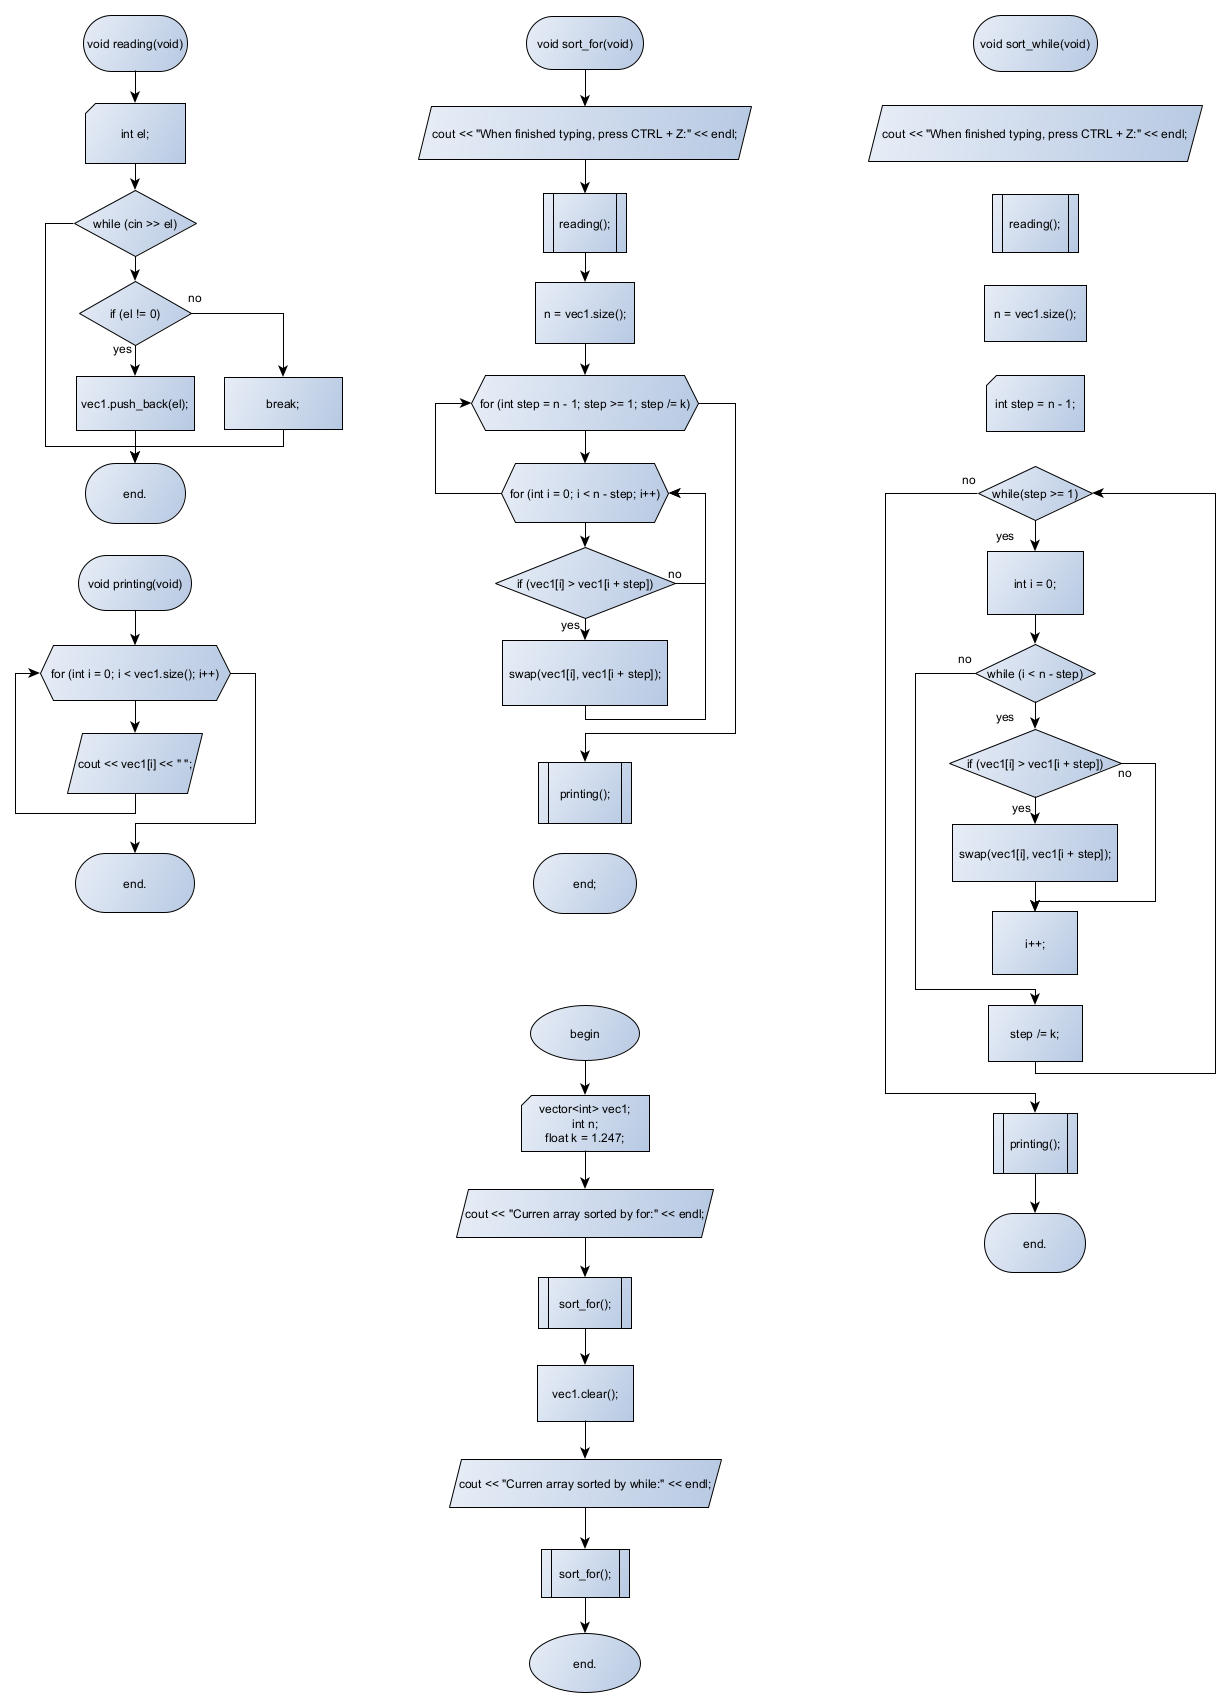 void reading(void)
int el;
while (cin >> el)
if (el != 0)
no
yes
vec1.push_back(el);
break;
end.
void printing(void)
for (int i = 0; i < vec1.size(); i++)
cout << vec1[i] << " ";
end.
void sort_for(void)
cout << "When finished typing, press CTRL + Z:" << endl;
reading();
n = vec1.size();
for (int step = n - 1; step >= 1; step /= k)
for (int i = 0; i < n - step; i++)
if (vec1[i] > vec1[i + step])
no
yes
swap(vec1[i], vec1[i + step]);
printing();
end;
begin
vector<int> vec1;
int n;
float k = 1.247;
cout << "Curren array sorted by for:" << endl;
sort_for();
vec1.clear();
cout << "Curren array sorted by while:" << endl;
sort_for();
end.
void sort_while(void)
cout << "When finished typing, press CTRL + Z:" << endl;
reading();
n = vec1.size();
int step = n - 1;
no
while(step >= 1)
yes
int i = 0;
no
while (i < n - step)
yes
if (vec1[i] > vec1[i + step])
no
yes
swap(vec1[i], vec1[i + step]);
i++;
step /= k;
printing();
end.